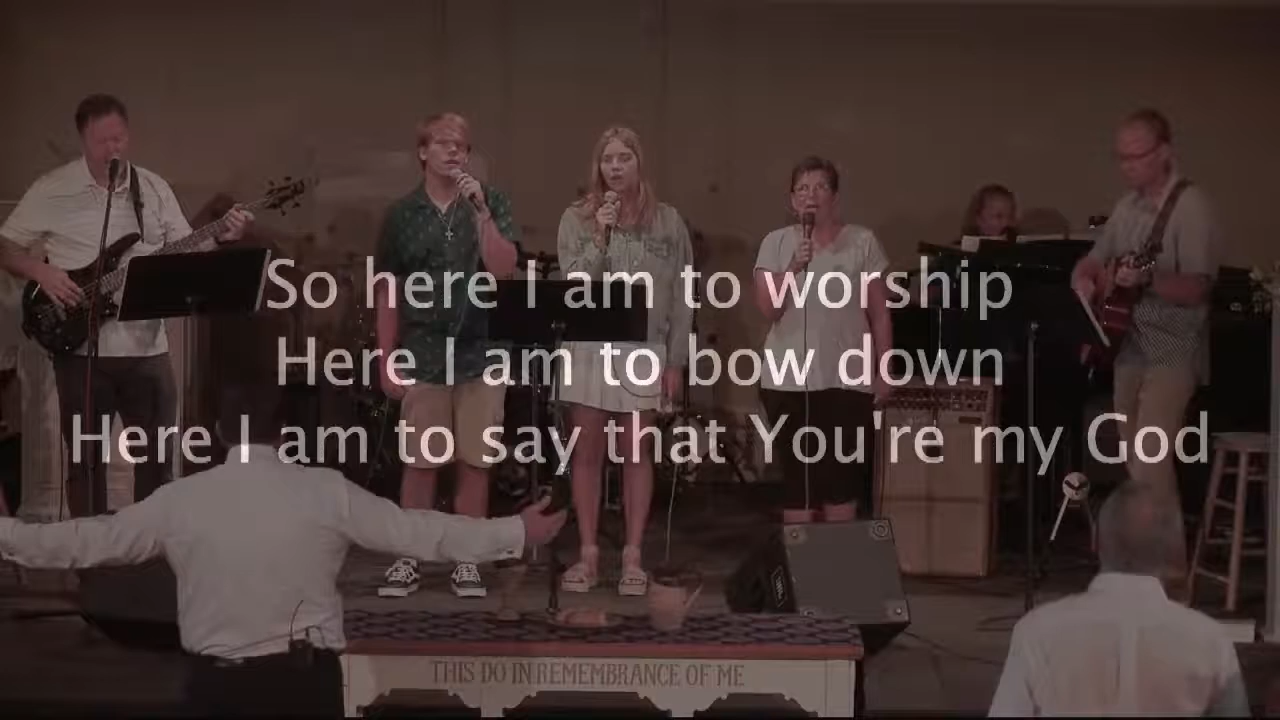 So here I am to worship
Here I am to bow down
Here I am to say that You're my God
THIS DO IN REMEMBRANCE OF ME